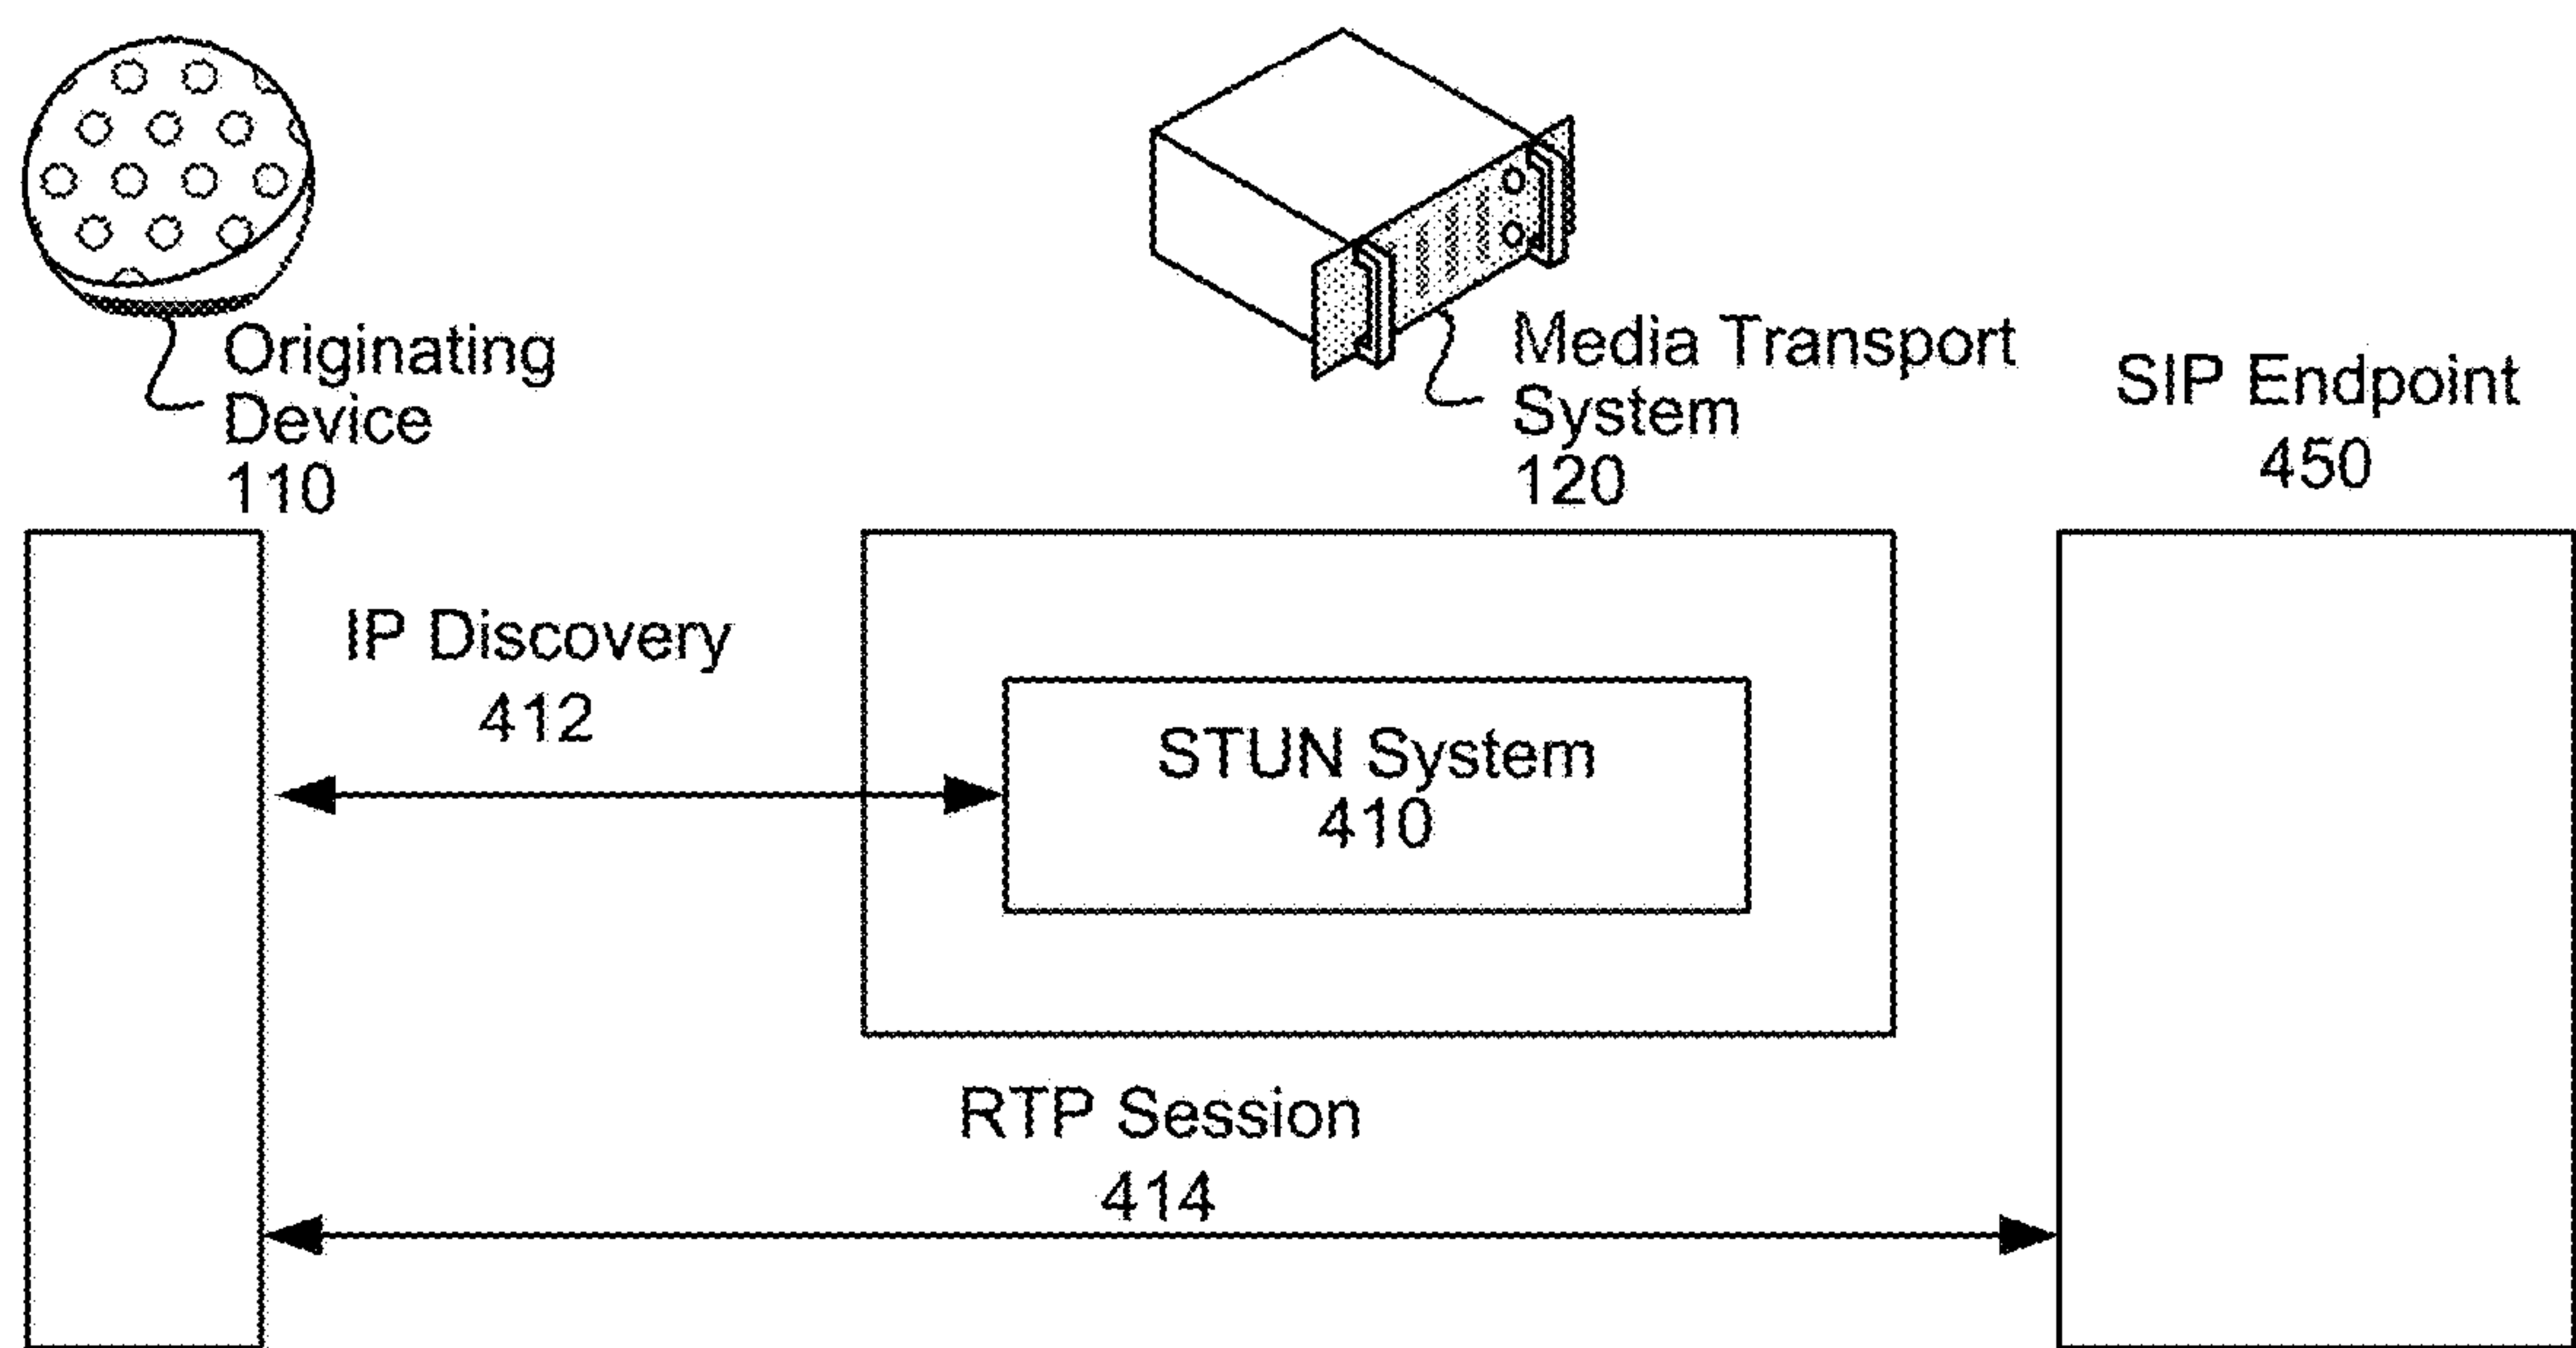 Originating
Device
110
Media Transport
System
120
SIP Endpoint
450
IP Discovery
412
STUN System
410
RTP Session
414